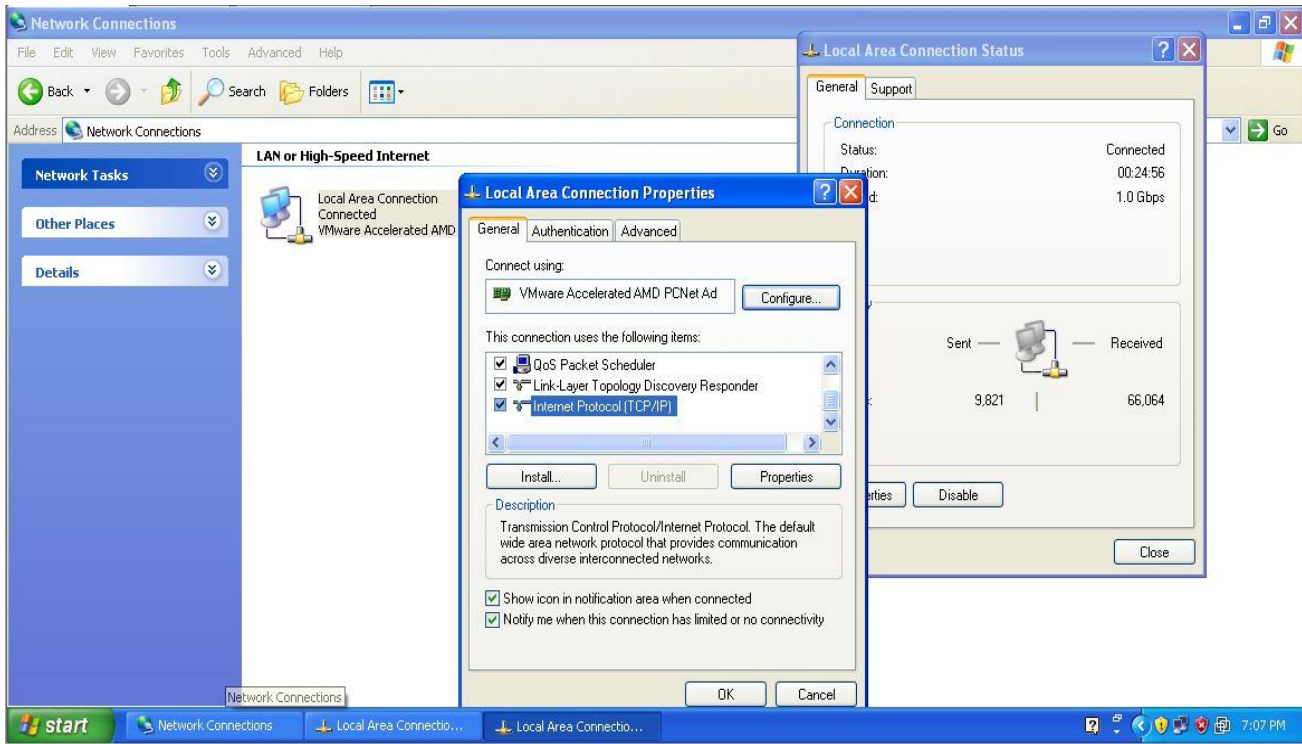 Network Connections
File Edit View Favorites Tools Advanced Help
Back Search Folders
Address Network Connections Go
Network Tasks
Other Places
Details
LAN or High-Speed Internet
Local Area Connection
Connected
VMware Accelerated AMD
Network Connections
Local Area Connection Status
General Support
Connection
Status: Connected
Duration: 00:24:56
d: 1.0 Gbps
Sent — — Received
9,821 | 66,064
erties Disable
Close
Local Area Connection Properties
General Authentication Advanced
Connect using:
VMware Accelerated AMD PCNet Ad Configure...
This connection uses the following items:
QoS Packet Scheduler
Link-Layer Topology Discovery Responder
Internet Protocol (TCP/IP)
Install... Uninstall Properties
Description
Transmission Control Protocol/Internet Protocol. The default
wide area network protocol that provides communication
across diverse interconnected networks.
Show icon in notification area when connected
Notify me when this connection has limited or no connectivity
OK Cancel
start Network Connections Local Area Connectio... Local Area Connectio... 7:07 PM